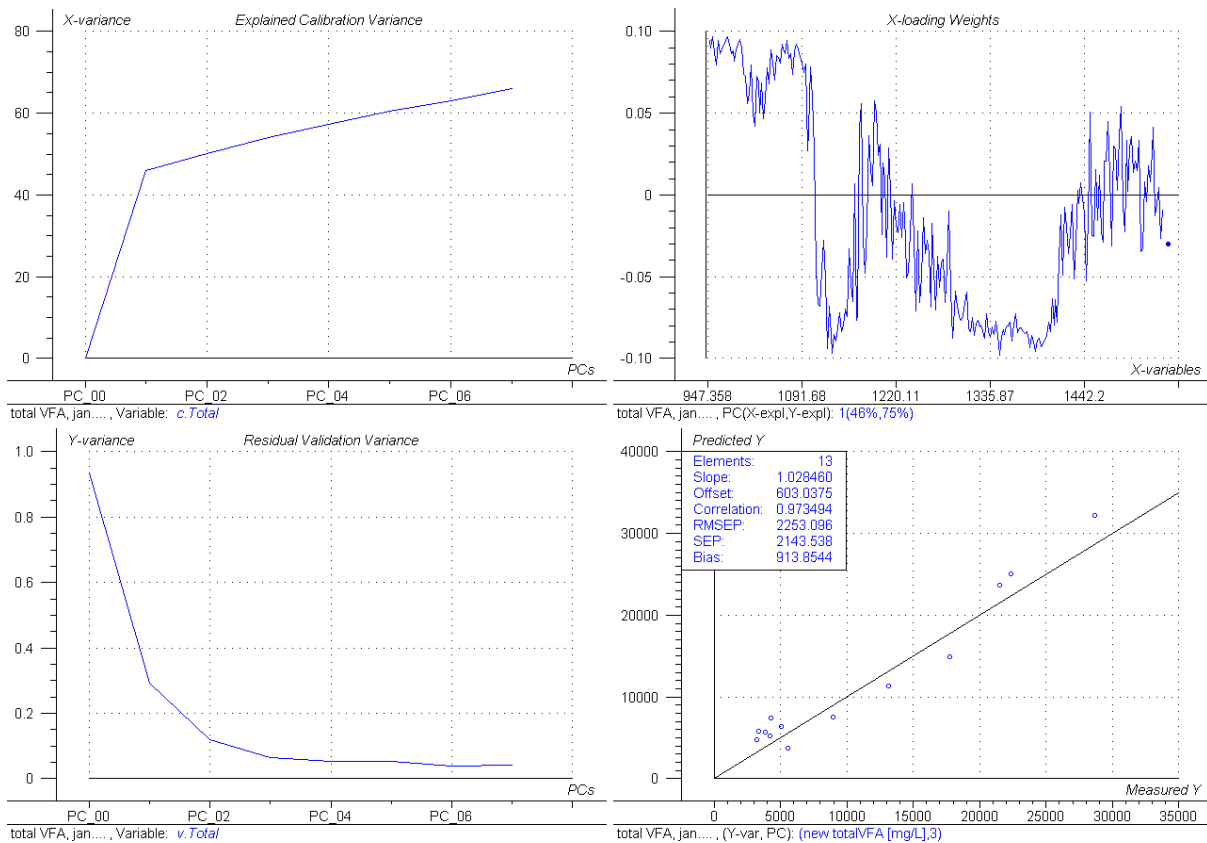 X-variance Explained Calibration Variance
80
60
40
20
0
PCs
PC_00 PC_02 PC_04 PC_06
total VFA, jan.... , Variable: c.Total
X-loading Weights
0.10
0.05
0
-0.05
-0.10
X-variables
947.358 1091.68 1220.11 1335.87 1442.2
total VFA, jan.... , PC(X-expl,Y-expl): 1(46%,75%)
Y-variance Residual Validation Variance
1.0
0.8
0.6
0.4
0.2
0
PCs
PC_00 PC_02 PC_04 PC_06
total VFA, jan.... , Variable: v.Total
Predicted Y
40000
30000
20000
10000
0
Elements: 13
Slope: 1.028460
Offset: 603.0375
Correlation: 0.973494
RMSEP: 2253.096
SEP: 2143.538
Bias: 913.8544
Measured Y
0 5000 10000 15000 20000 25000 30000 35000
total VFA, jan.... , (Y-var, PC): (new totalVFA [mg/L],3)